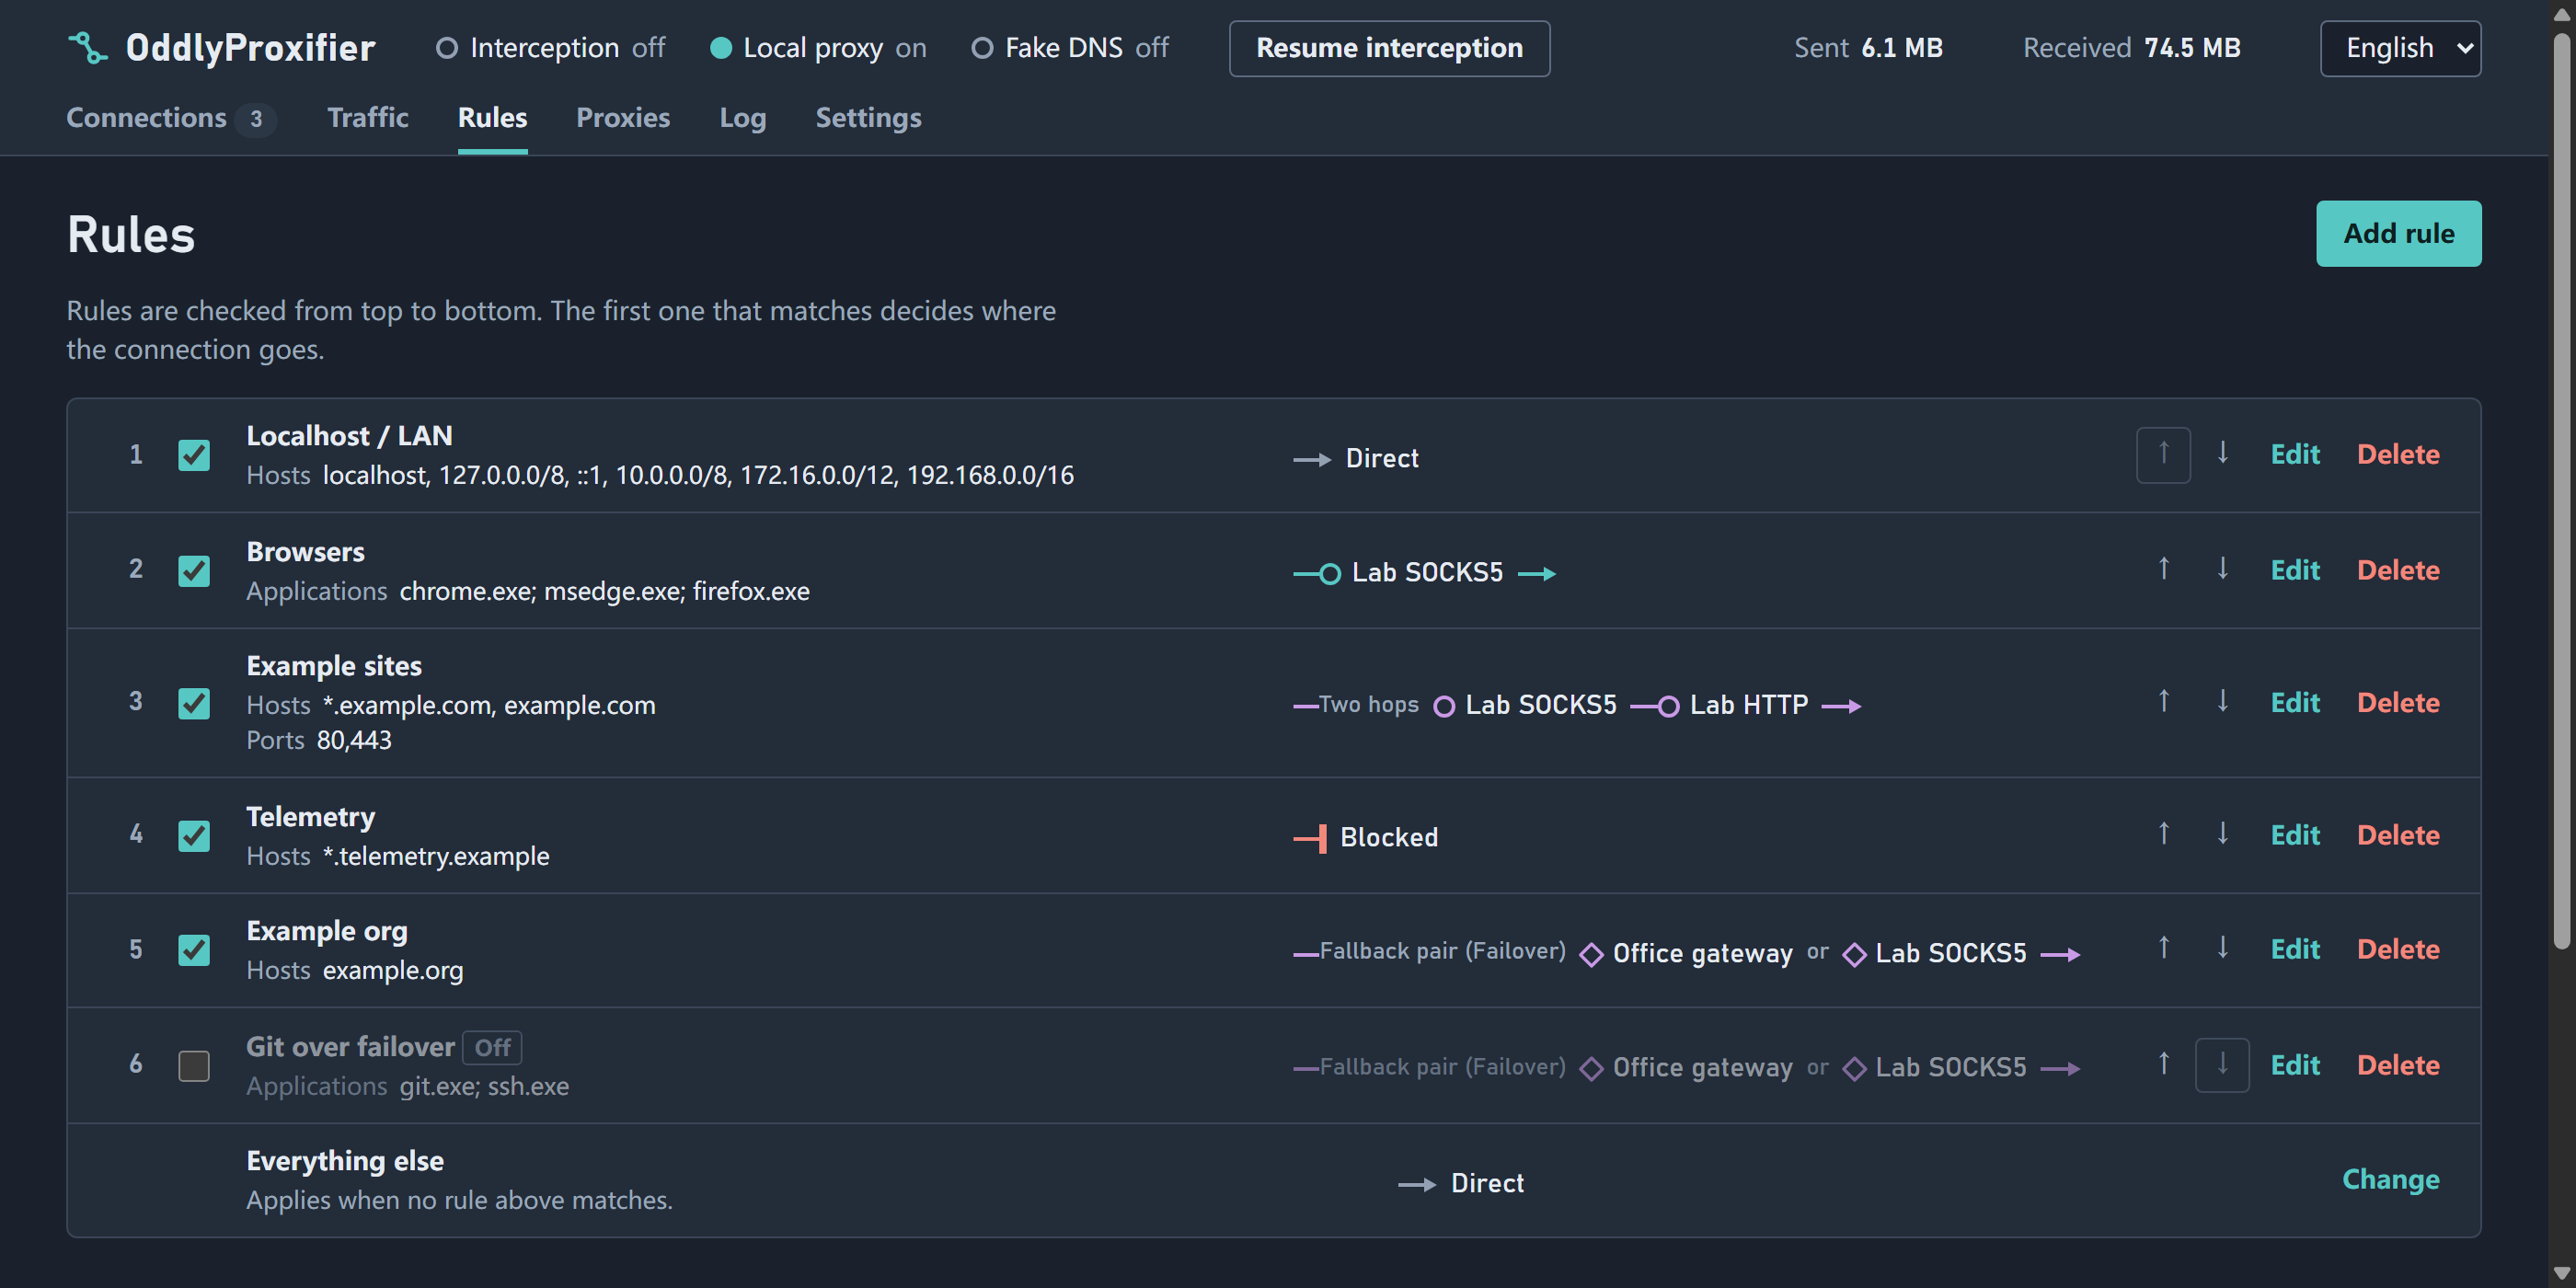 OddlyProxifier Interception off Local proxy on Fake DNS off Resume interception Sent 6.1 MB Received 74.5 MB English
Connections 3 Traffic Rules Proxies Log Settings
Rules Add rule
Rules are checked from top to bottom. The first one that matches decides where
the connection goes.
1 Localhost / LAN
Hosts localhost, 127.0.0.0/8, ::1, 10.0.0.0/8, 172.16.0.0/12, 192.168.0.0/16
Direct ↑ ↓ Edit Delete
2 Browsers
Applications chrome.exe; msedge.exe; firefox.exe
Lab SOCKS5 ↑ ↓ Edit Delete
3 Example sites
Hosts *.example.com, example.com
Ports 80,443
Two hops Lab SOCKS5 Lab HTTP ↑ ↓ Edit Delete
4 Telemetry
Hosts *.telemetry.example
Blocked ↑ ↓ Edit Delete
5 Example org
Hosts example.org
Fallback pair (Failover) Office gateway or Lab SOCKS5 ↑ ↓ Edit Delete
6 Git over failover Off
Applications git.exe; ssh.exe
Fallback pair (Failover) Office gateway or Lab SOCKS5 ↑ ↓ Edit Delete
Everything else
Applies when no rule above matches.
Direct Change